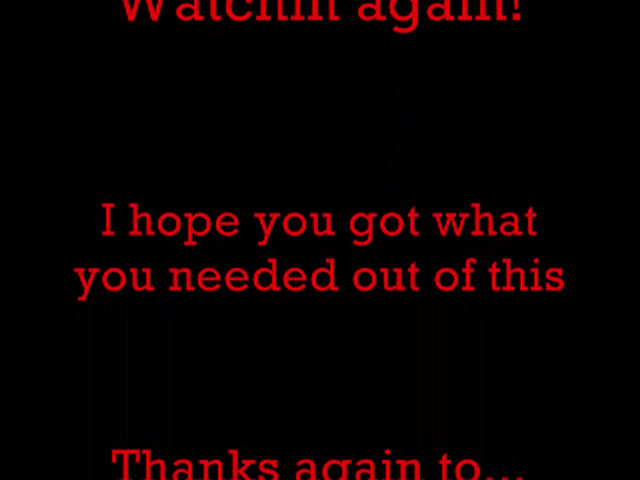 Watchin again!
I hope you got what
you needed out of this
Thanks again to...